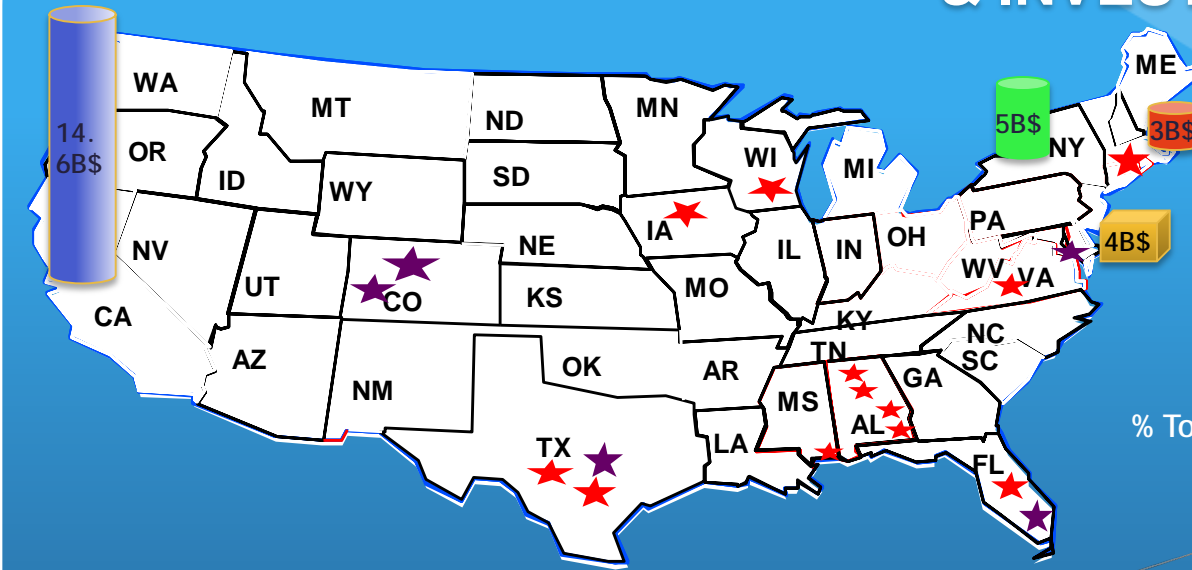 & INVEST
ME
WA
MT
ND
MN
5B$
3B$
14.
6B$
OR
ID
WY
SD
WI
MI
NY
IA
PA
NV
UT
CO
NE
KS
MO
IL
IN
OH
WV
VA
4B$
CA
KY
AZ
NM
OK
AR
TN
NC
SC
MS
AL
GA
% To
TX
LA
FL